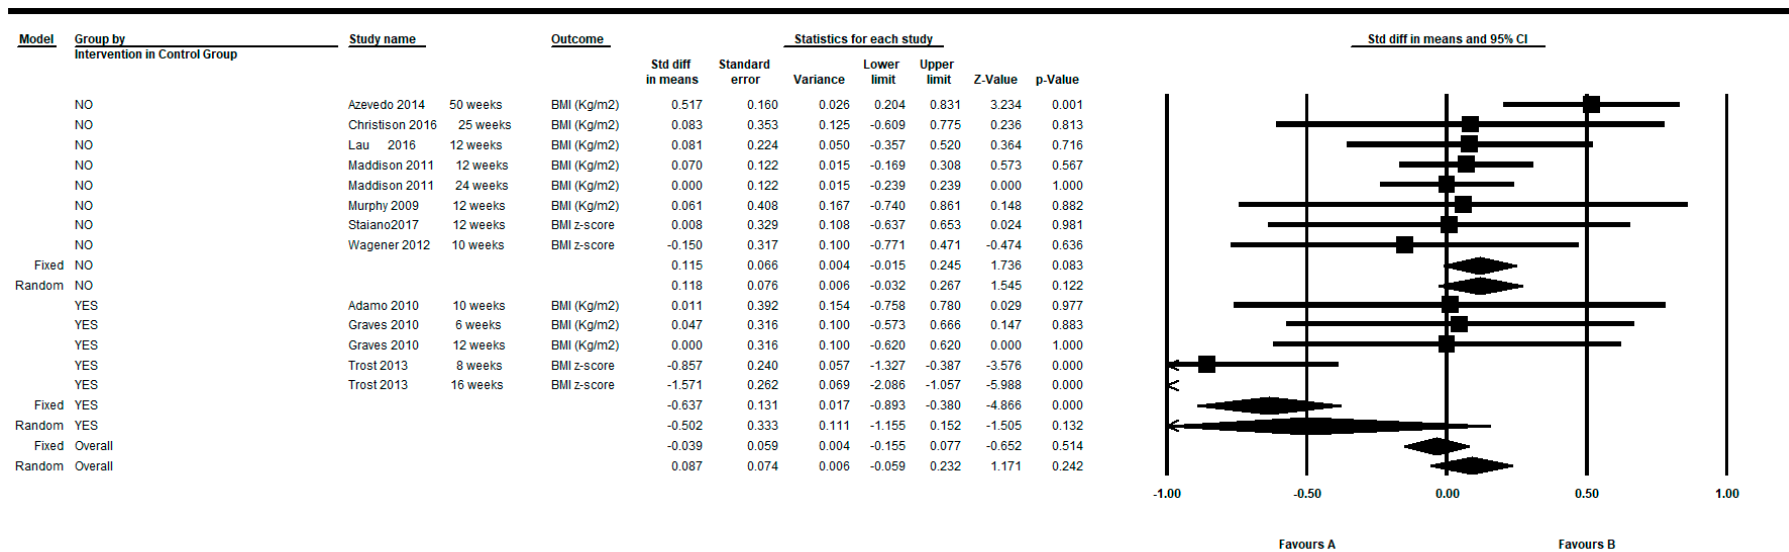 Model Group by Study name Outcome Statistics for each study Std diff in means and 95% CI
Intervention in Control Group
Std diff Standard Lower Upper
in means error Variance limit limit Z-Value p-Value
NO Azevedo 2014 50 weeks BMI (Kg/m2) 0.517 0.160 0.026 0.204 0.831 3.234 0.001
NO Christison 2016 25 weeks BMI (Kg/m2) 0.083 0.353 0.125 -0.609 0.775 0.236 0.813
NO Lau 2016 12 weeks BMI (Kg/m2) 0.081 0.224 0.050 -0.357 0.520 0.364 0.716
NO Maddison 2011 12 weeks BMI (Kg/m2) 0.070 0.122 0.015 -0.169 0.308 0.573 0.567
NO Maddison 2011 24 weeks BMI (Kg/m2) 0.000 0.122 0.015 -0.239 0.239 0.000 1.000
NO Murphy 2009 12 weeks BMI (Kg/m2) 0.061 0.408 0.167 -0.740 0.861 0.148 0.882
NO Staiano2017 12 weeks BMI z-score 0.008 0.329 0.108 -0.637 0.653 0.024 0.981
NO Wagener 2012 10 weeks BMI z-score -0.150 0.317 0.100 -0.771 0.471 -0.474 0.636
Fixed NO 0.115 0.066 0.004 -0.015 0.245 1.736 0.083
Random NO 0.118 0.076 0.006 -0.032 0.267 1.545 0.122
YES Adamo 2010 10 weeks BMI (Kg/m2) 0.011 0.392 0.154 -0.758 0.780 0.029 0.977
YES Graves 2010 6 weeks BMI (Kg/m2) 0.047 0.316 0.100 -0.573 0.666 0.147 0.883
YES Graves 2010 12 weeks BMI (Kg/m2) 0.000 0.316 0.100 -0.620 0.620 0.000 1.000
YES Trost 2013 8 weeks BMI z-score -0.857 0.240 0.057 -1.327 -0.387 -3.576 0.000
YES Trost 2013 16 weeks BMI z-score -1.571 0.262 0.069 -2.086 -1.057 -5.988 0.000
Fixed YES -0.637 0.131 0.017 -0.893 -0.380 -4.866 0.000
Random YES -0.502 0.333 0.111 -1.155 0.152 -1.505 0.132
Fixed Overall -0.039 0.059 0.004 -0.155 0.077 -0.652 0.514
Random Overall 0.087 0.074 0.006 -0.059 0.232 1.171 0.242
-1.00 -0.50 0.00 0.50 1.00
Favours A Favours B